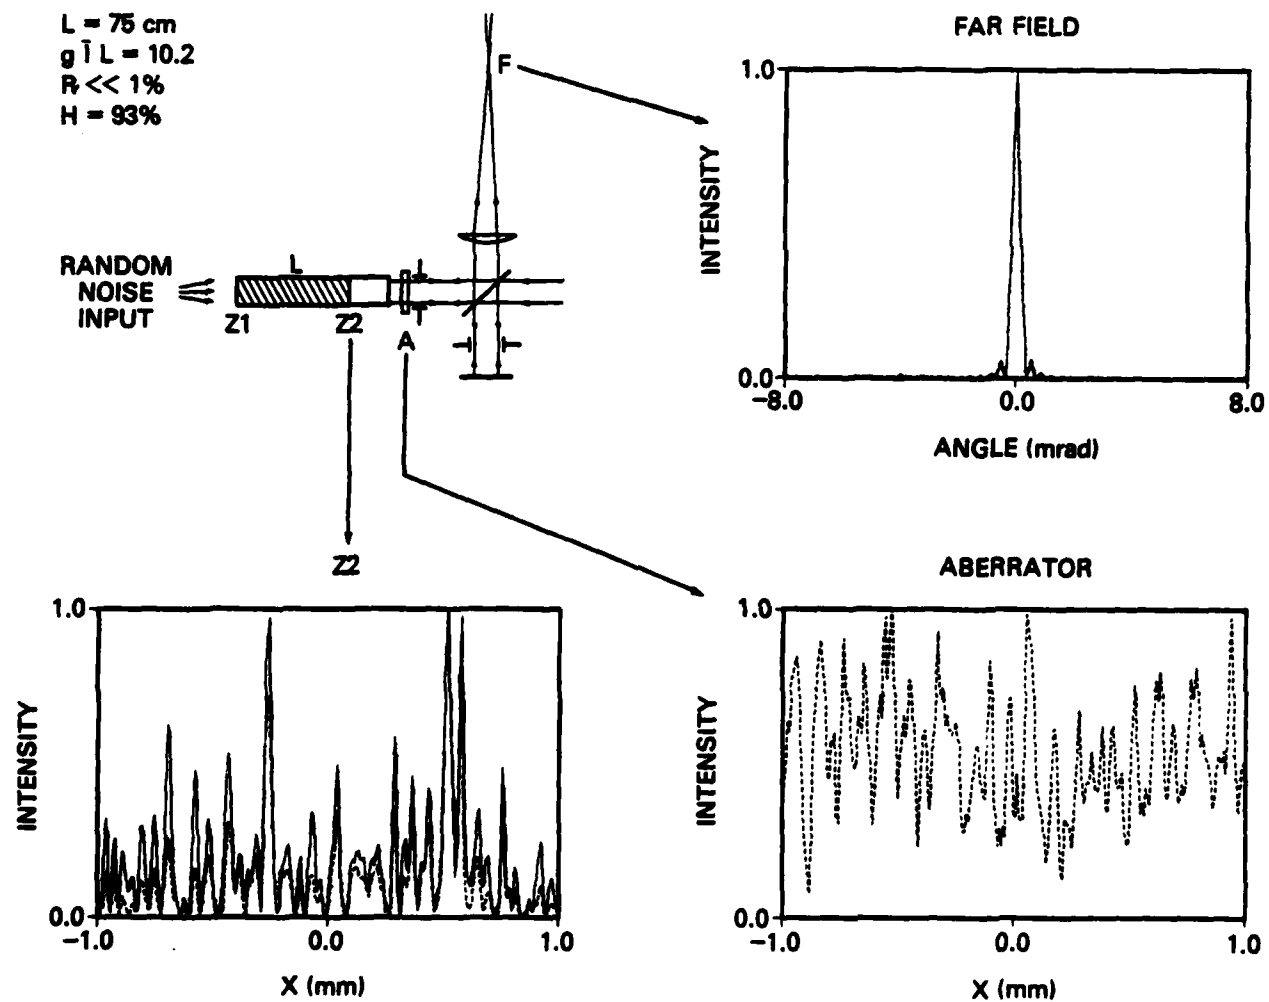 L = 75 cm
g Ī L = 10.2
R << 1%
H = 93%
F
RANDOM
NOISE
INPUT
L
Z1
Z2
A
Z2
FAR FIELD
1.0
INTENSITY
0.0
-8.0
0.0
8.0
ANGLE (mrad)
1.0
INTENSITY
0.0
-1.0
0.0
1.0
X (mm)
ABERRATOR
1.0
INTENSITY
0.0
-1.0
0.0
1.0
X (mm)